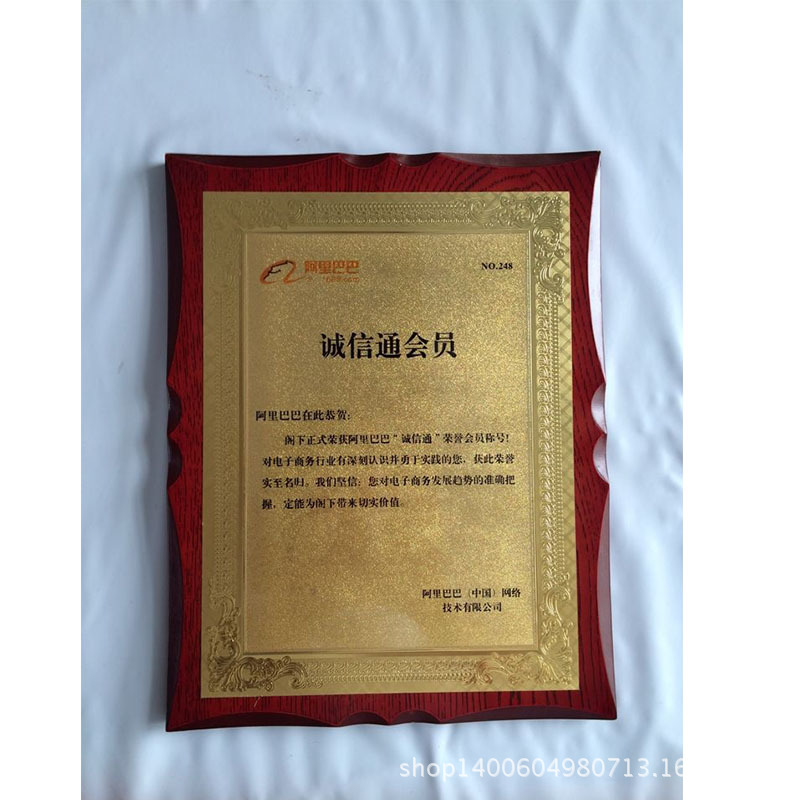 阿里巴巴
NO.248
诚信通会员
阿里巴巴在此恭贺：
阁下正式荣获阿里巴巴“诚信通”荣誉会员称号！
对电子商务行业有深刻认识并勇于实践的您，获此荣誉
实至名归。我们坚信：您对电子商务发展趋势的准确把
握，定能为阁下带来切实价值。
阿里巴巴（中国）网络
技术有限公司
shop1400604980713.16